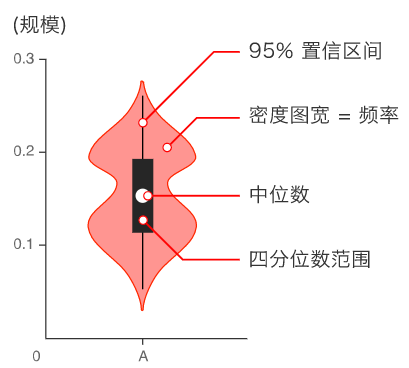 (规模)
0.3
95% 置信区间
密度图宽 = 频率
0.2
中位数
0.1
四分位数范围
0
A